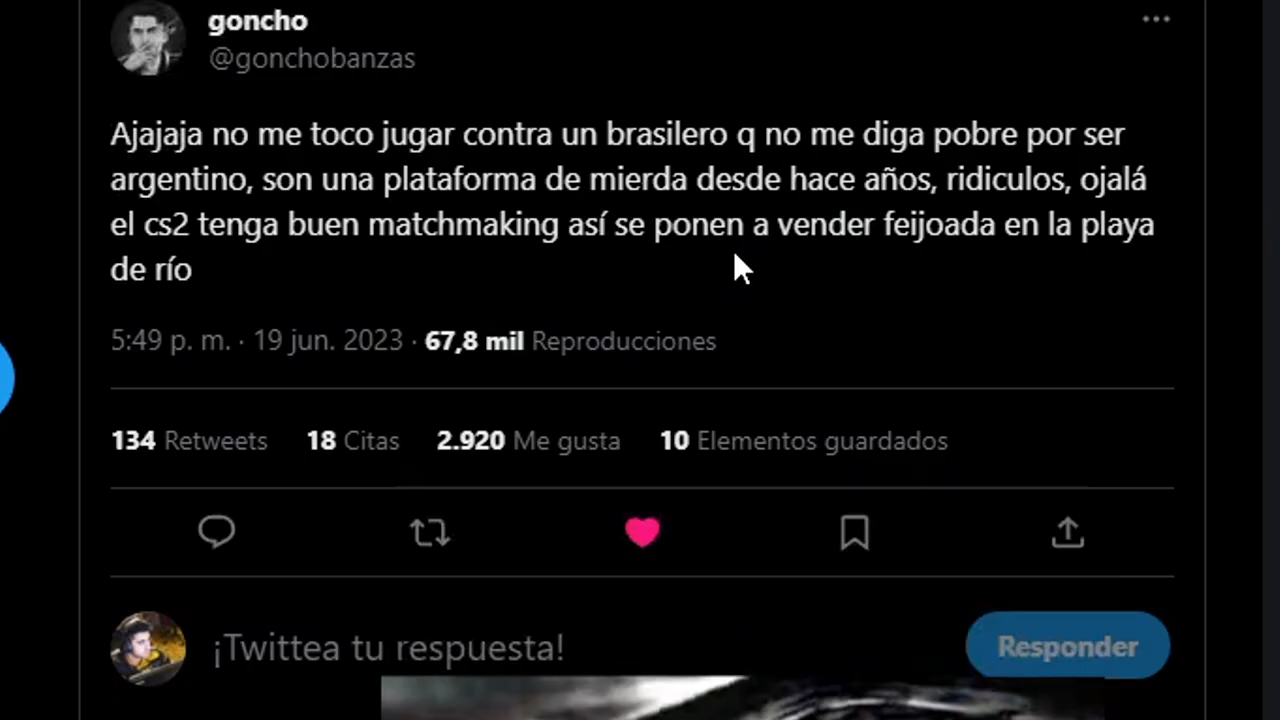 goncho
@gonchobanzas
Ajajaja no me toco jugar contra un brasilero q no me diga pobre por ser
argentino, son una plataforma de mierda desde hace años, ridiculos, ojalá
el cs2 tenga buen matchmaking así se ponen a vender feijoada en la playa
de río
5:49 p. m. · 19 jun. 2023 · 67,8 mil Reproducciones
134 Retweets 18 Citas 2.920 Me gusta 10 Elementos guardados
¡Twittea tu respuesta! Responder